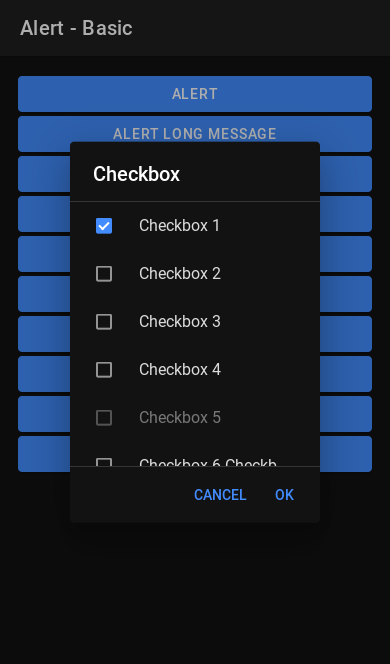 Alert - Basic
ALERT
ALERT LONG MESSAGE
Checkbox
Checkbox 1
Checkbox 2
Checkbox 3
Checkbox 4
Checkbox 5
Checkbox 6 Checkb
CANCEL OK